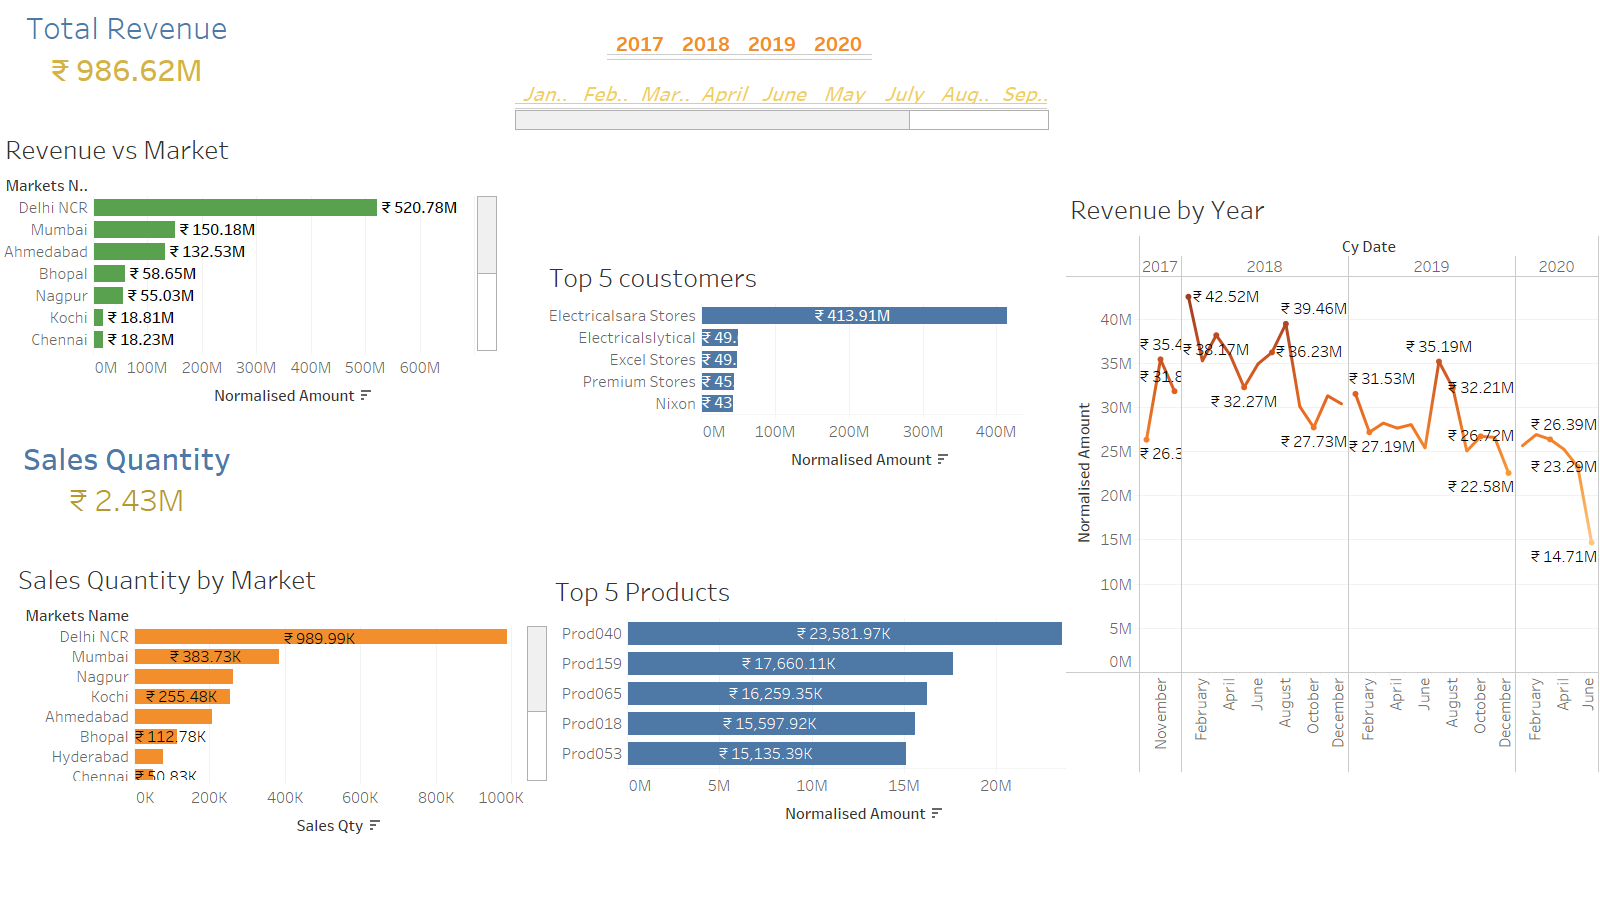 Total Revenue
₹ 986.62M
2017 2018 2019 2020
Jan.. Feb.. Mar.. April June May July Aug.. Sep..
Revenue vs Market
Markets N..
Delhi NCR ₹ 520.78M
Mumbai ₹ 150.18M
Ahmedabad ₹ 132.53M
Bhopal ₹ 58.65M
Nagpur ₹ 55.03M
Kochi ₹ 18.81M
Chennai ₹ 18.23M
0M 100M 200M 300M 400M 500M 600M
Normalised Amount
Top 5 coustomers
Electricalsara Stores ₹ 413.91M
Electricalslytical ₹ 49.
Excel Stores ₹ 49.
Premium Stores ₹ 45.
Nixon ₹ 43
0M 100M 200M 300M 400M
Normalised Amount
Revenue by Year
Cy Date
2017 2018 2019 2020
40M
35M
30M
25M
20M
15M
10M
5M
0M
Normalised Amount
₹ 35.4
₹ 31.8
₹ 26.3
₹ 42.52M
₹ 38.17M
₹ 32.27M
₹ 39.46M
₹ 36.23M
₹ 27.73M
₹ 31.53M
₹ 27.19M
₹ 35.19M
₹ 32.21M
₹ 26.72M
₹ 22.58M
₹ 26.39M
₹ 23.29M
₹ 14.71M
November February April June August October December February April June August October December February April June
Sales Quantity
₹ 2.43M
Sales Quantity by Market
Markets Name
Delhi NCR ₹ 989.99K
Mumbai ₹ 383.73K
Nagpur
Kochi ₹ 255.48K
Ahmedabad
Bhopal ₹ 112.78K
Hyderabad
Chennai ₹ 50.83K
0K 200K 400K 600K 800K 1000K
Sales Qty
Top 5 Products
Prod040 ₹ 23,581.97K
Prod159 ₹ 17,660.11K
Prod065 ₹ 16,259.35K
Prod018 ₹ 15,597.92K
Prod053 ₹ 15,135.39K
0M 5M 10M 15M 20M
Normalised Amount